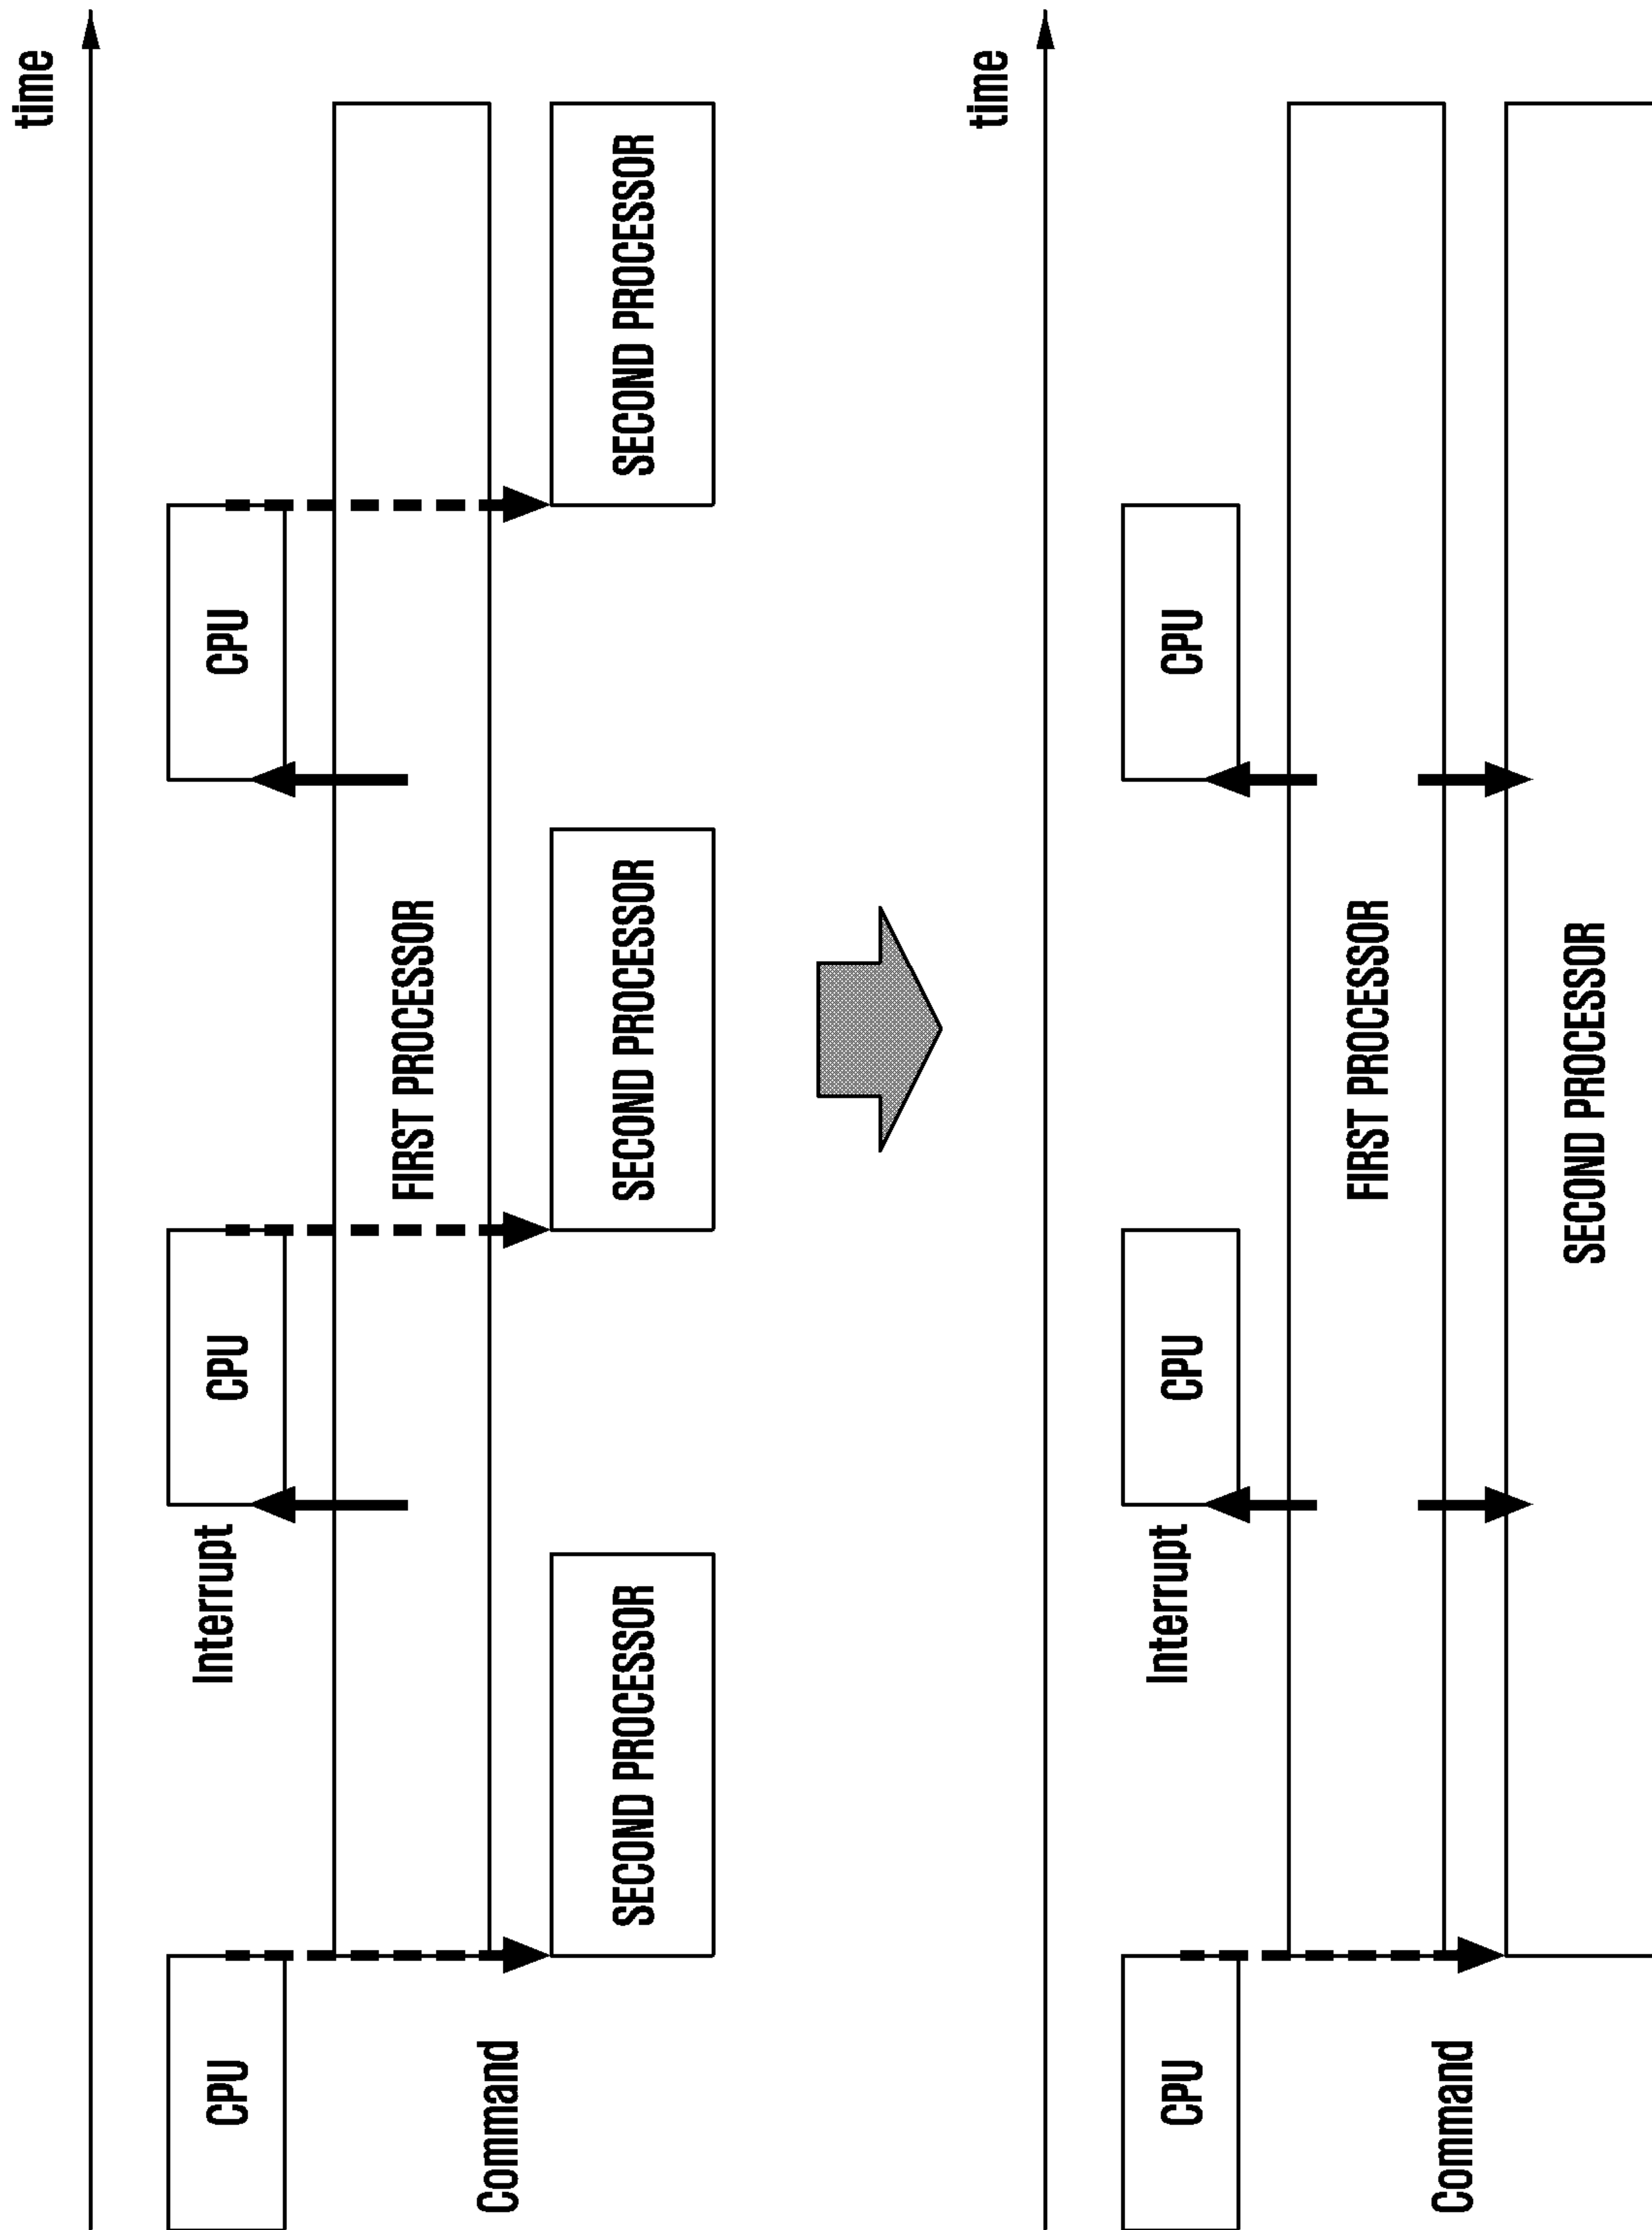 time
CPU
Interrupt
CPU
CPU
Command
FIRST PROCESSOR
SECOND PROCESSOR
SECOND PROCESSOR
SECOND PROCESSOR
time
CPU
Interrupt
CPU
CPU
Command
FIRST PROCESSOR
SECOND PROCESSOR